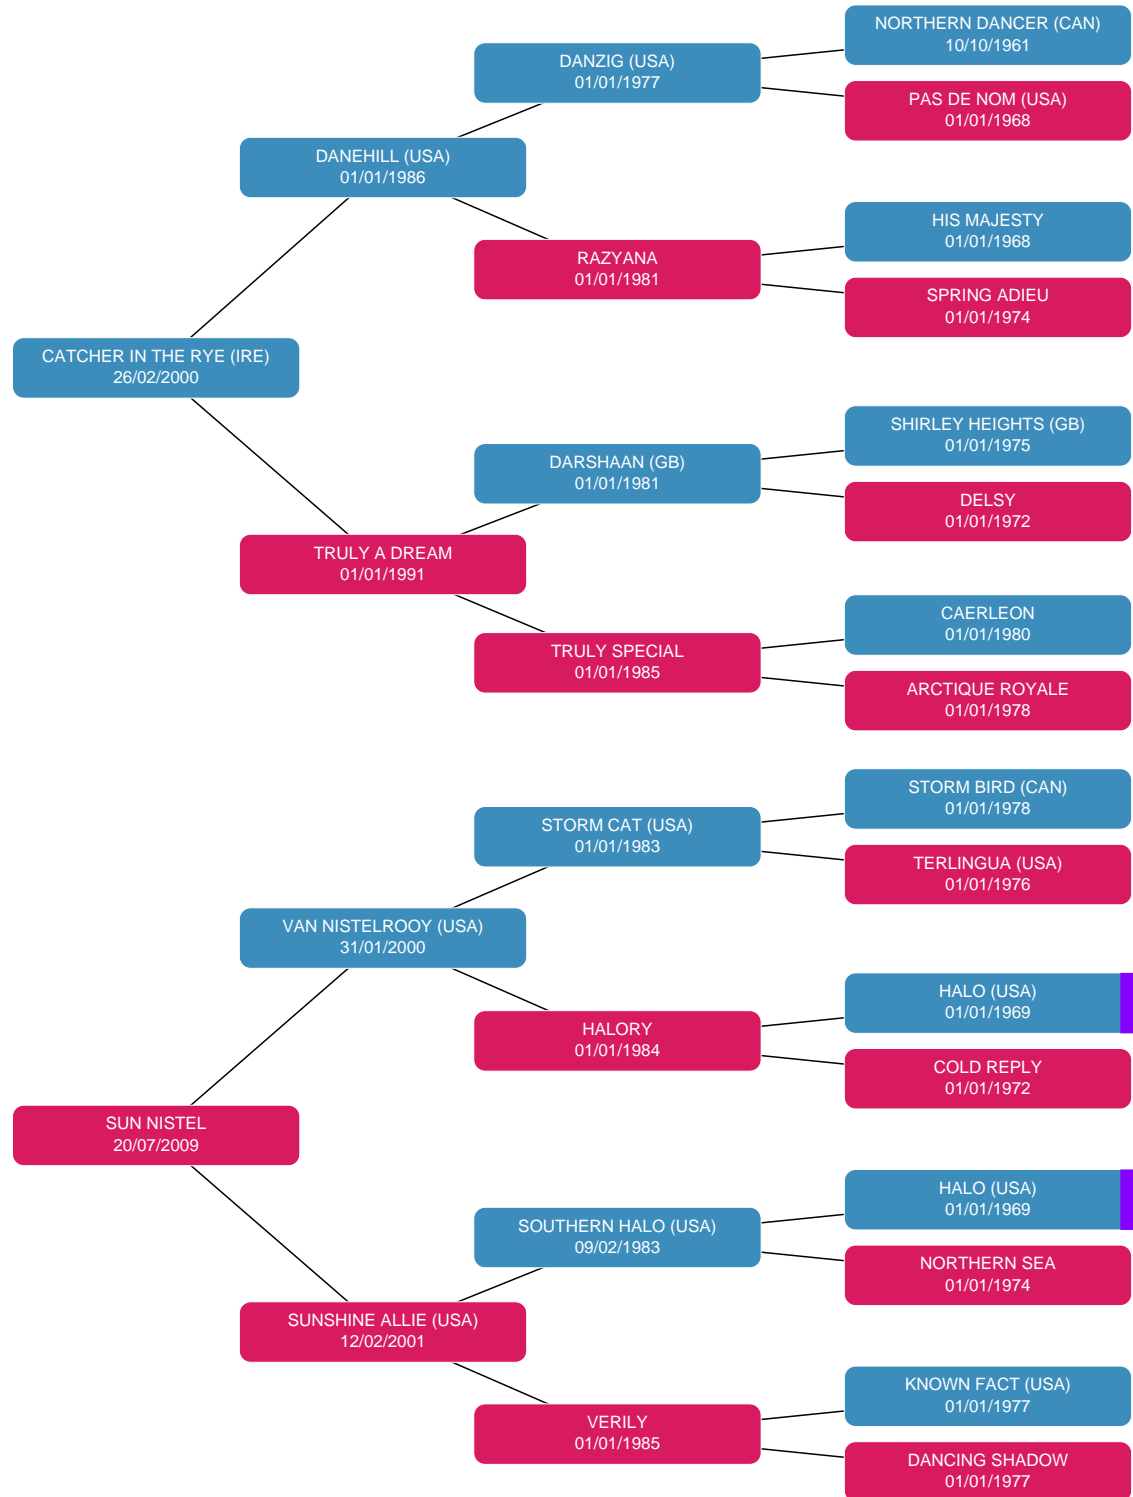 NORTHERN DANCER (CAN)
10/10/1961
DANZIG (USA)
01/01/1977
PAS DE NOM (USA)
01/01/1968
DANEHILL (USA)
01/01/1986
HIS MAJESTY
01/01/1968
RAZYANA
01/01/1981
SPRING ADIEU
01/01/1974
CATCHER IN THE RYE (IRE)
26/02/2000
SHIRLEY HEIGHTS (GB)
01/01/1975
DARSHAAN (GB)
01/01/1981
DELSY
01/01/1972
TRULY A DREAM
01/01/1991
CAERLEON
01/01/1980
TRULY SPECIAL
01/01/1985
ARCTIQUE ROYALE
01/01/1978
STORM BIRD (CAN)
01/01/1978
STORM CAT (USA)
01/01/1983
TERLINGUA (USA)
01/01/1976
VAN NISTELROOY (USA)
31/01/2000
HALO (USA)
01/01/1969
HALORY
01/01/1984
COLD REPLY
01/01/1972
SUN NISTEL
20/07/2009
HALO (USA)
01/01/1969
SOUTHERN HALO (USA)
09/02/1983
NORTHERN SEA
01/01/1974
SUNSHINE ALLIE (USA)
12/02/2001
KNOWN FACT (USA)
01/01/1977
VERILY
01/01/1985
DANCING SHADOW
01/01/1977